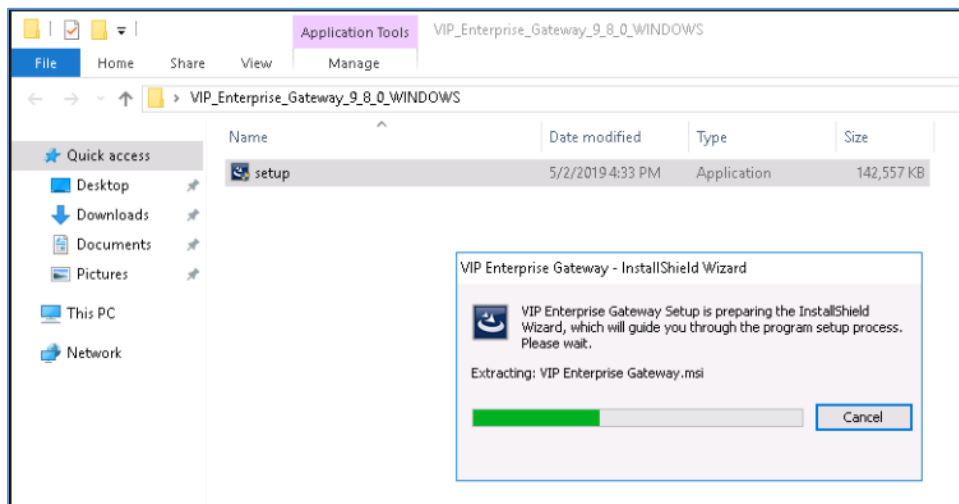 Application Tools
VIP_Enterprise_Gateway_9_8_0_WINDOWS
File Home Share View Manage
VIP_Enterprise_Gateway_9_8_0_WINDOWS
Name Date modified Type Size
Quick access
setup 5/2/2019 4:33 PM Application 142,557 KB
Desktop
Downloads
Documents
Pictures
This PC
Network
VIP Enterprise Gateway - InstallShield Wizard
VIP Enterprise Gateway Setup is preparing the InstallShield
Wizard, which will guide you through the program setup process.
Please wait.
Extracting: VIP Enterprise Gateway.msi
Cancel